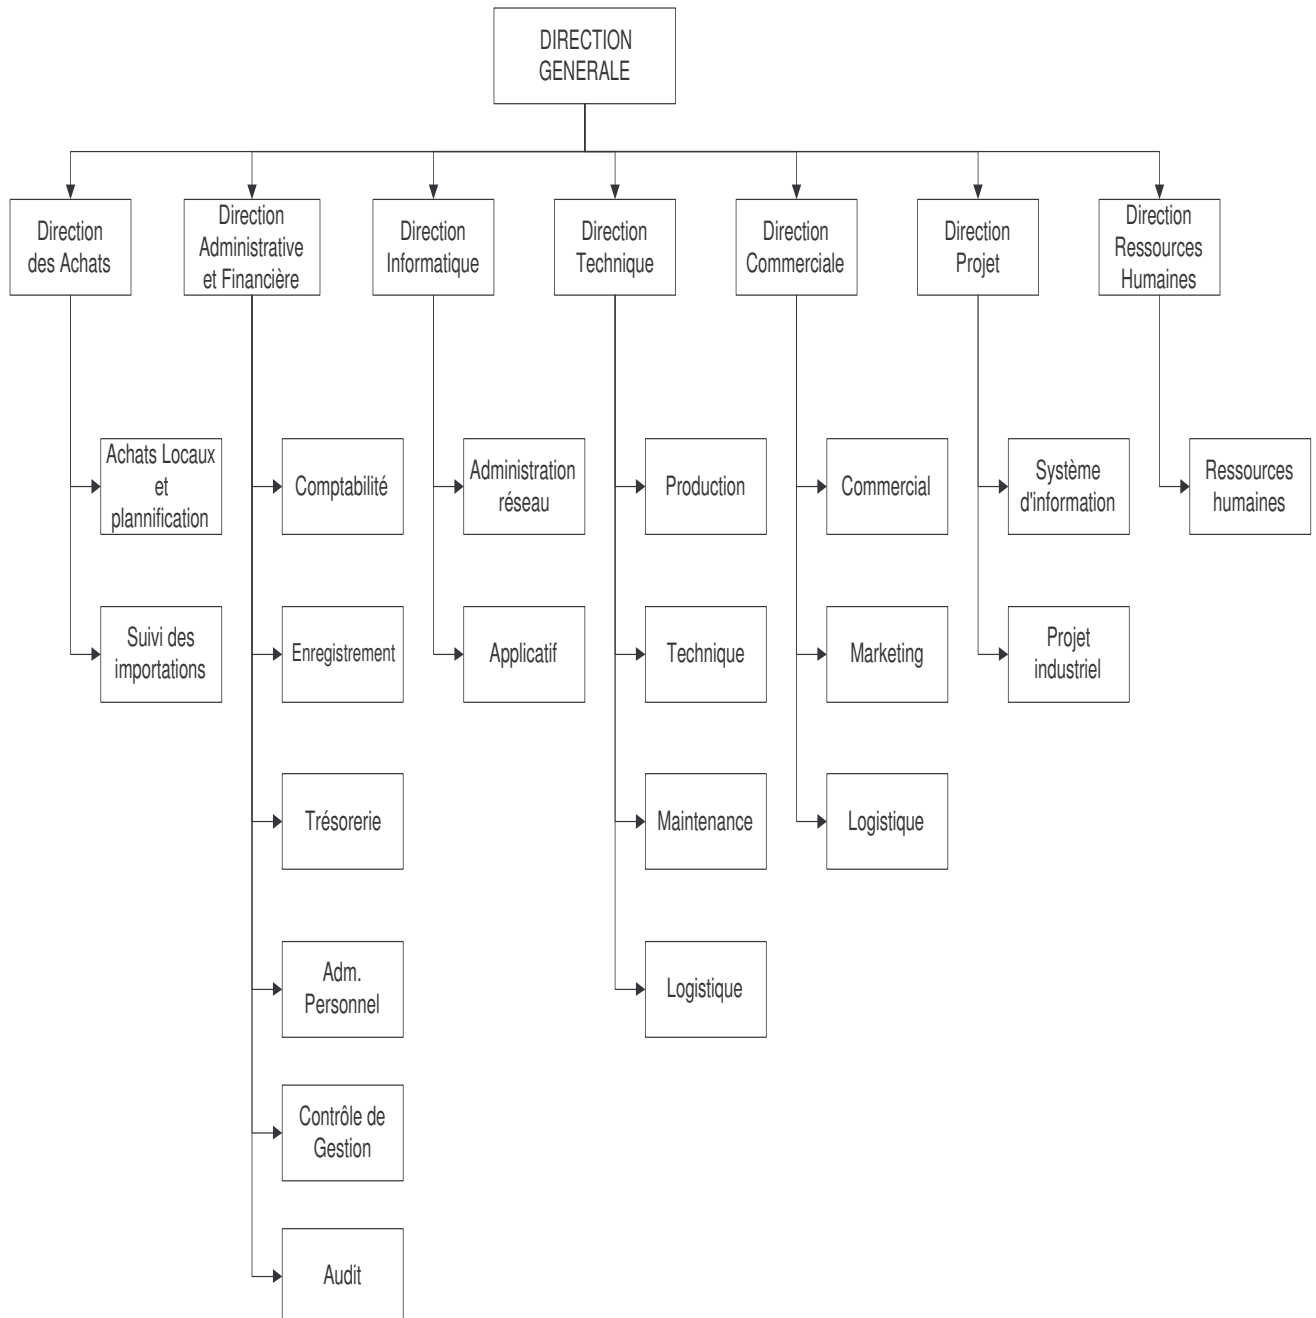 DIRECTION
GENERALE
Direction
des Achats
Direction
Administrative
et Financière
Direction
Informatique
Direction
Technique
Direction
Commerciale
Direction
Projet
Direction
Ressources
Humaines
Achats Locaux
et
plannification
Comptabilité
Administration
réseau
Production
Commercial
Système
d'information
Ressources
humaines
Suivi des
importations
Enregistrement
Applicatif
Technique
Marketing
Projet
industriel
Trésorerie
Maintenance
Logistique
Adm.
Personnel
Logistique
Contrôle de
Gestion
Audit